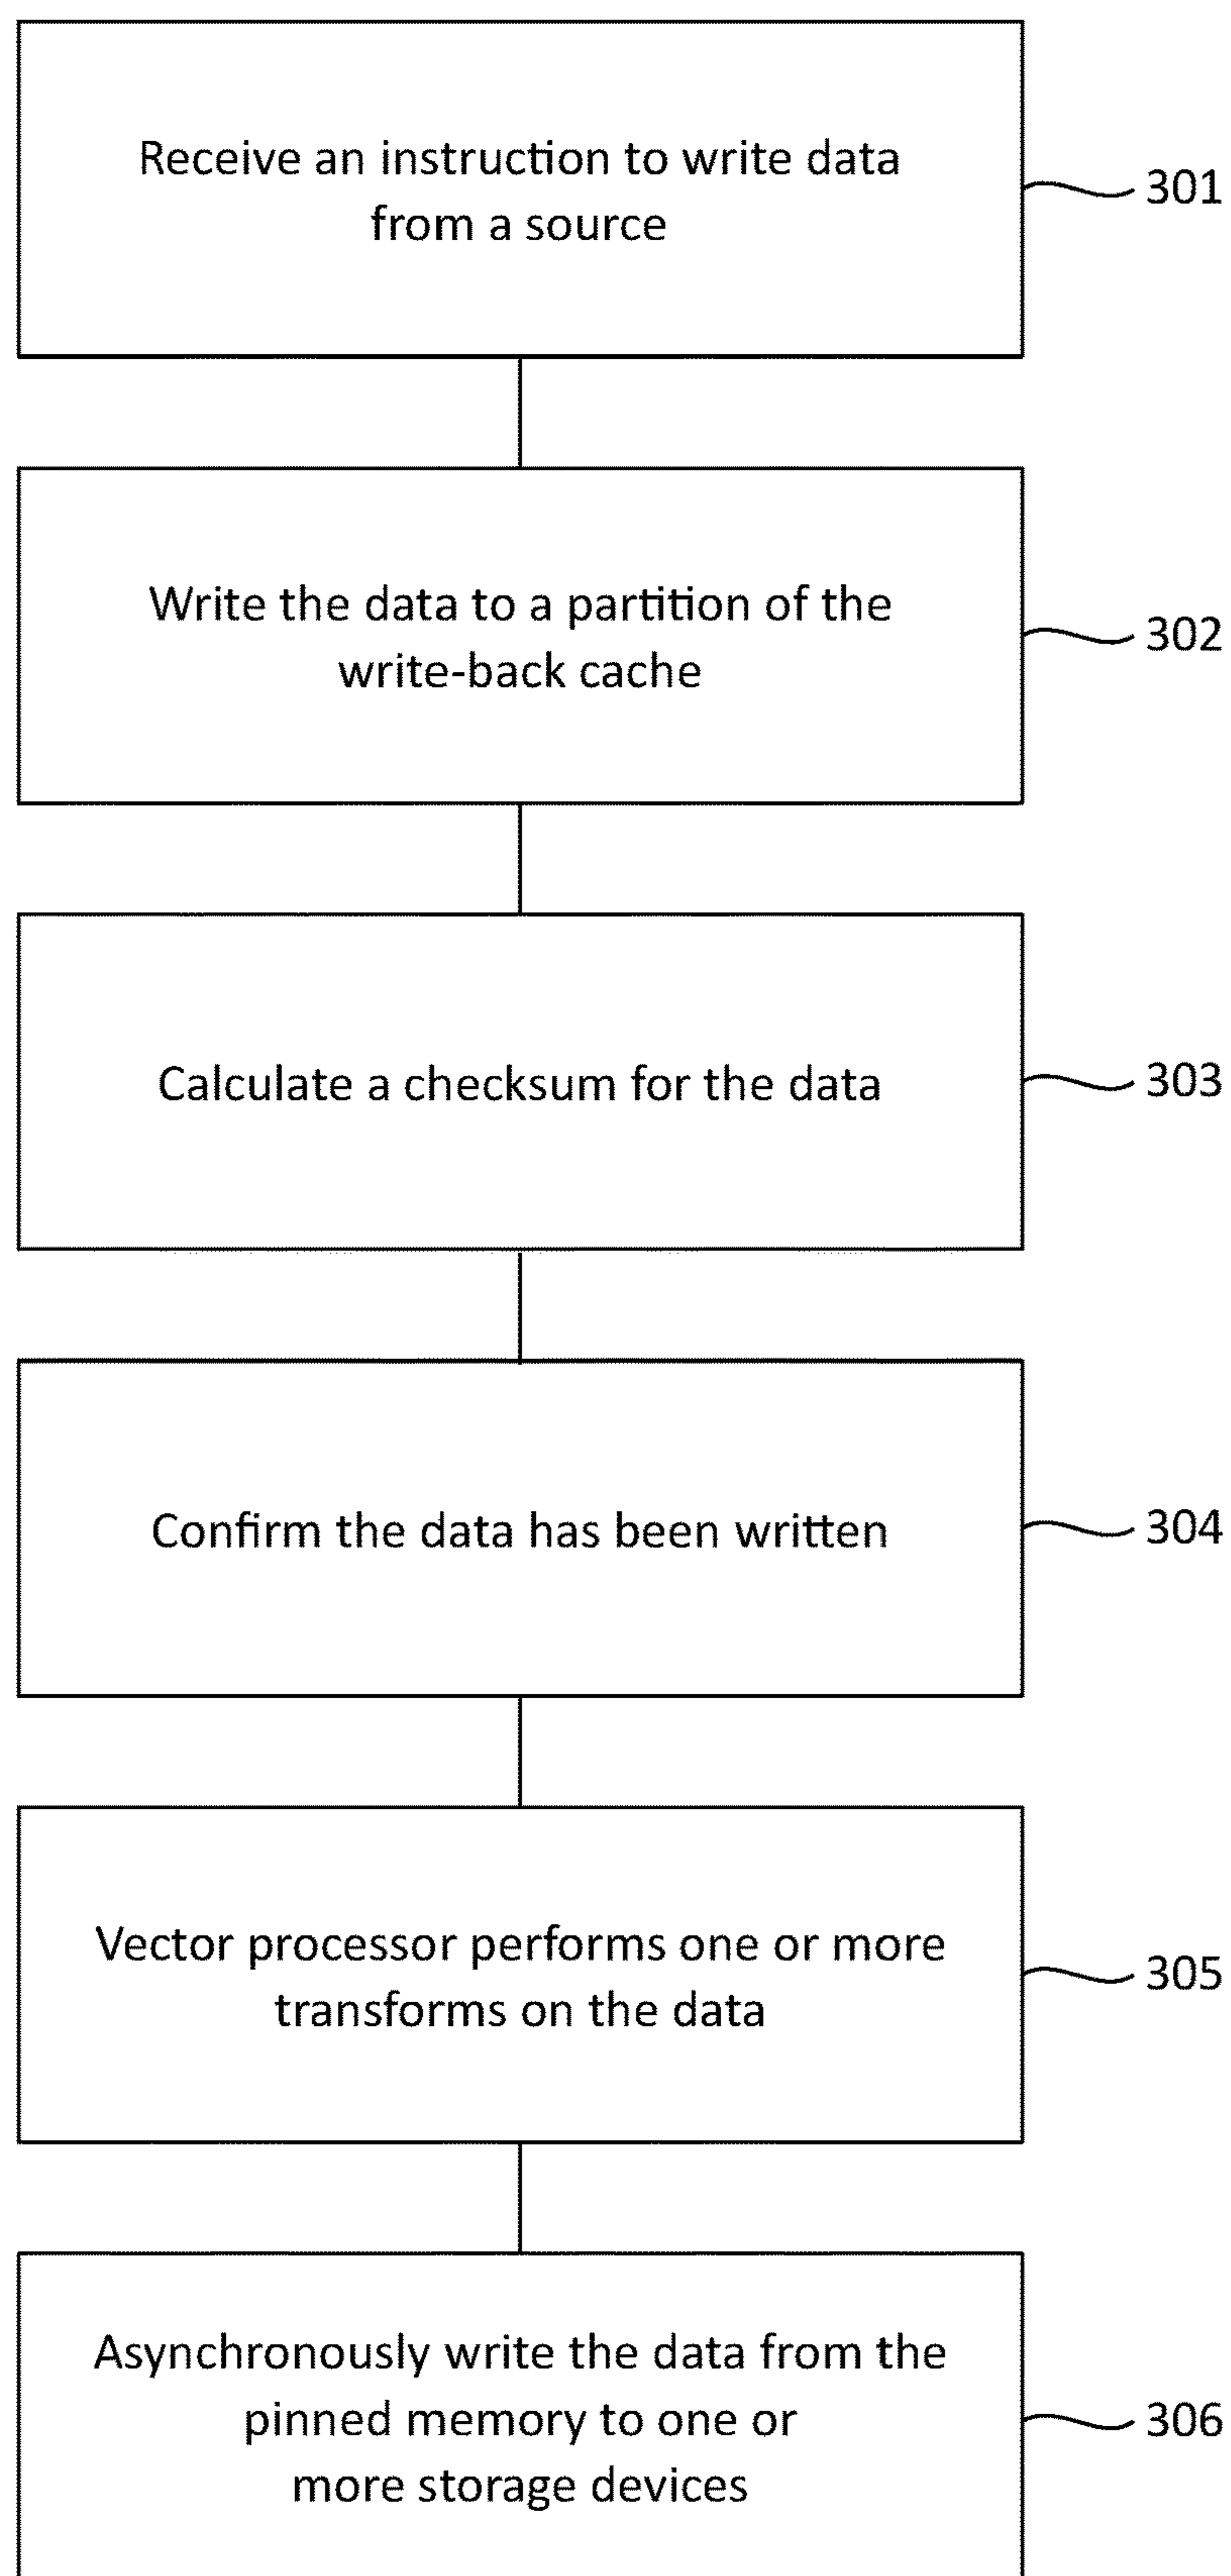 Receive an instruction to write data
from a source
301
Write the data to a partition of the
write-back cache
302
Calculate a checksum for the data
303
Confirm the data has been written
304
Vector processor performs one or more
transforms on the data
305
Asynchronously write the data from the
pinned memory to one or
more storage devices
306